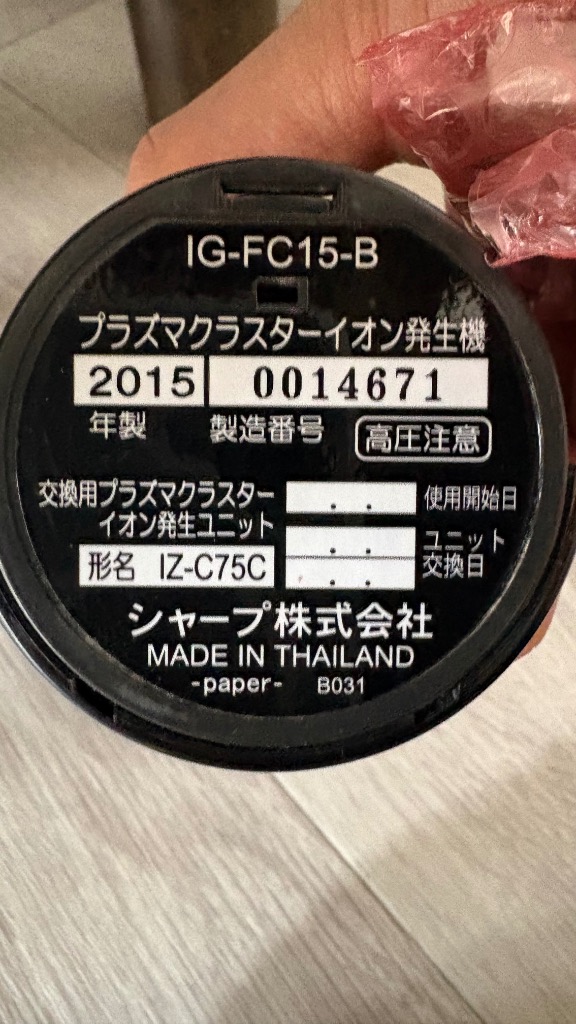 IG-FC15-B
プラズマクラスターイオン発生機
2015 0014671
年製 製造番号 高圧注意
交換用プラズマクラスター . . 使用開始日
イオン発生ユニット . . ユニット
形名 IZ-C75C . . 交換日
シャープ株式会社
MADE IN THAILAND
-paper- B031